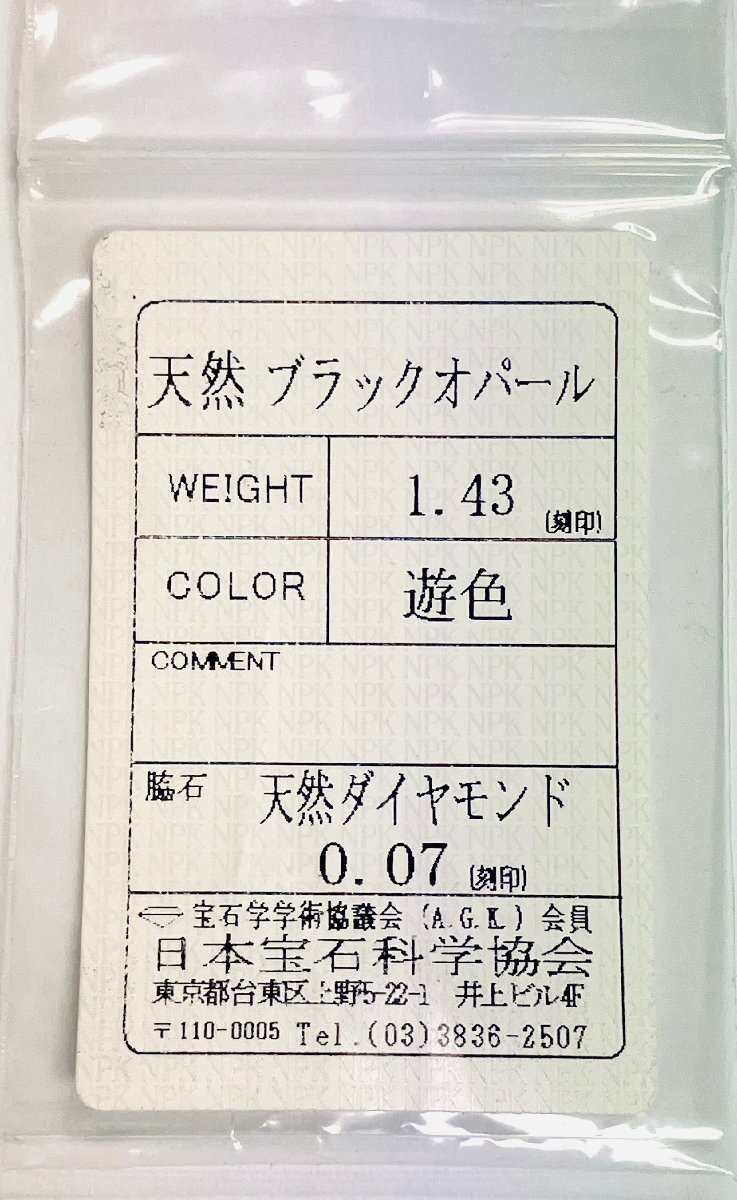 天然 ブラックオパール
WEIGHT 1.43 (刻印)
COLOR 遊色
COMMENT
脇石 天然ダイヤモンド
0.07 (刻印)
宝石学学術協議会 (A.G.K.) 会員
日本宝石科学協会
東京都台東区上野5-22-1 井上ビル4F
〒110-0005 Tel.(03)3836-2507